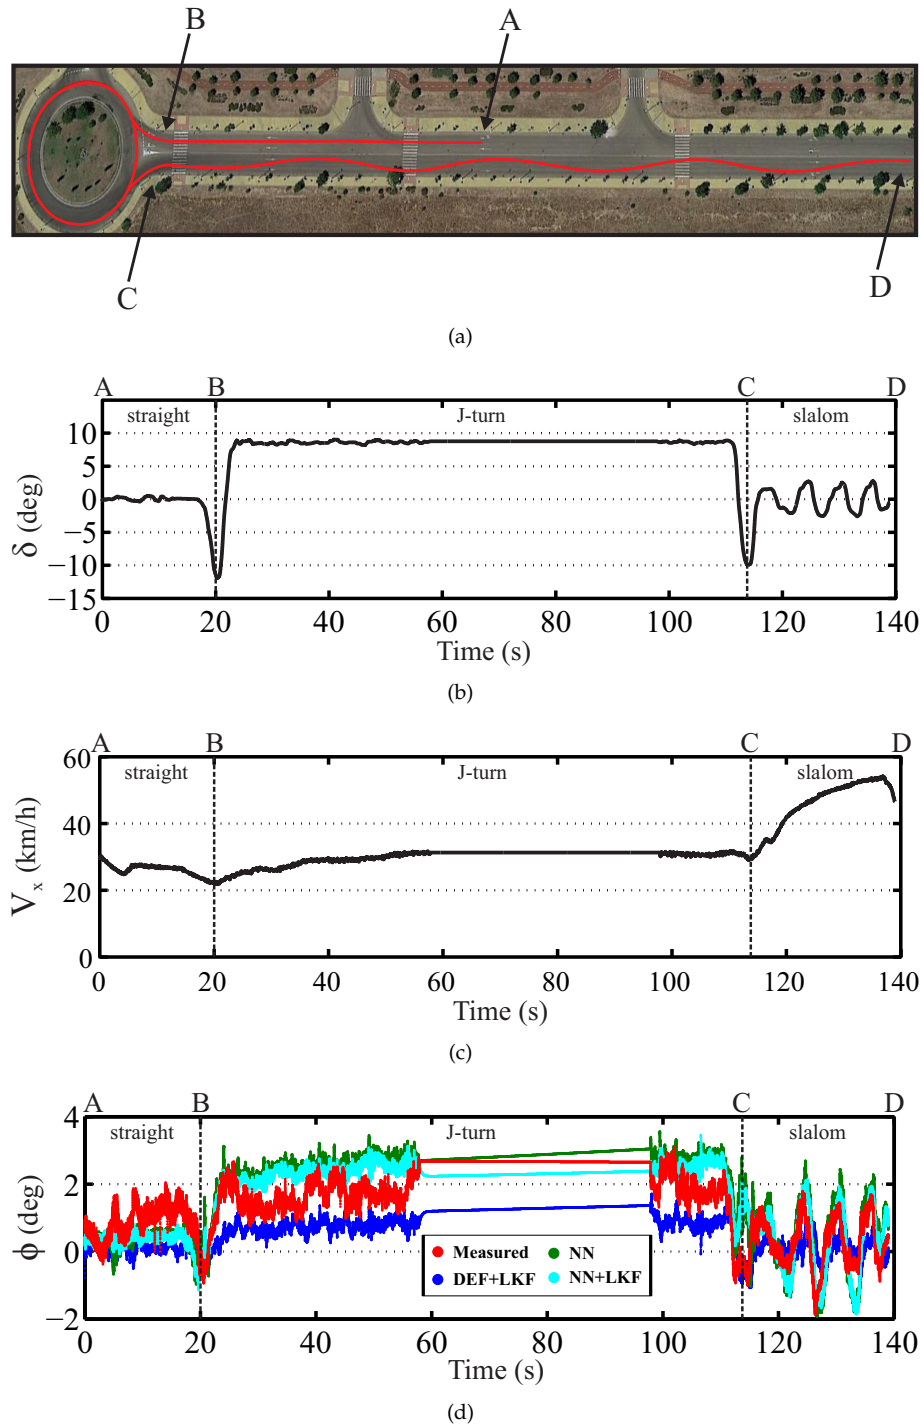 B A
C D
(a)
A B C D
straight J-turn slalom
10
5
0
−5
−10
−15
δ (deg)
0 20 40 60 80 100 120 140
Time (s)
(b)
A B C D
straight J-turn slalom
60
40
20
0
V_x (km/h)
0 20 40 60 80 100 120 140
Time (s)
(c)
A B C D
straight J-turn slalom
4
2
0
−2
ϕ (deg)
Measured NN
DEF+LKF NN+LKF
0 20 40 60 80 100 120 140
Time (s)
(d)